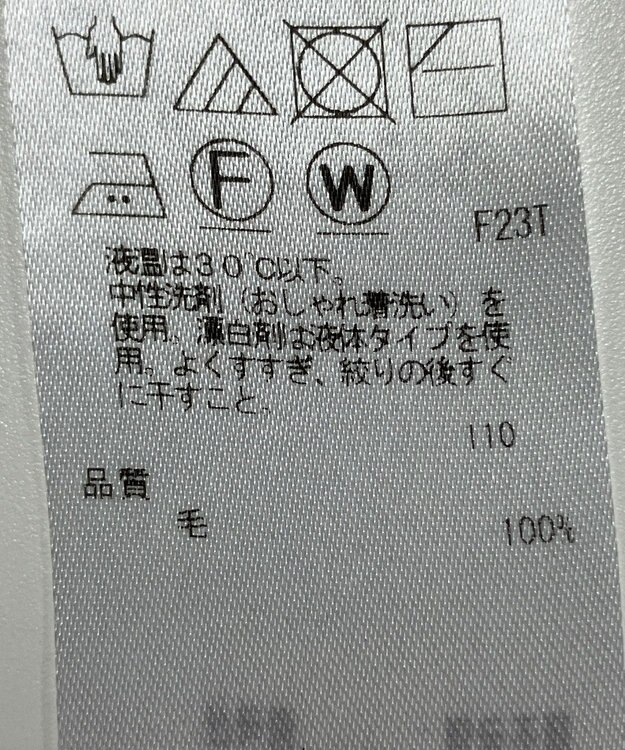 F
W
F23T
液温は30℃以下。
中性洗剤（おしゃれ着洗い）を
使用、漂白剤は液体タイプを使
用。よくすすぎ、絞りの後すぐ
に干すこと。
110
品質
毛 100%